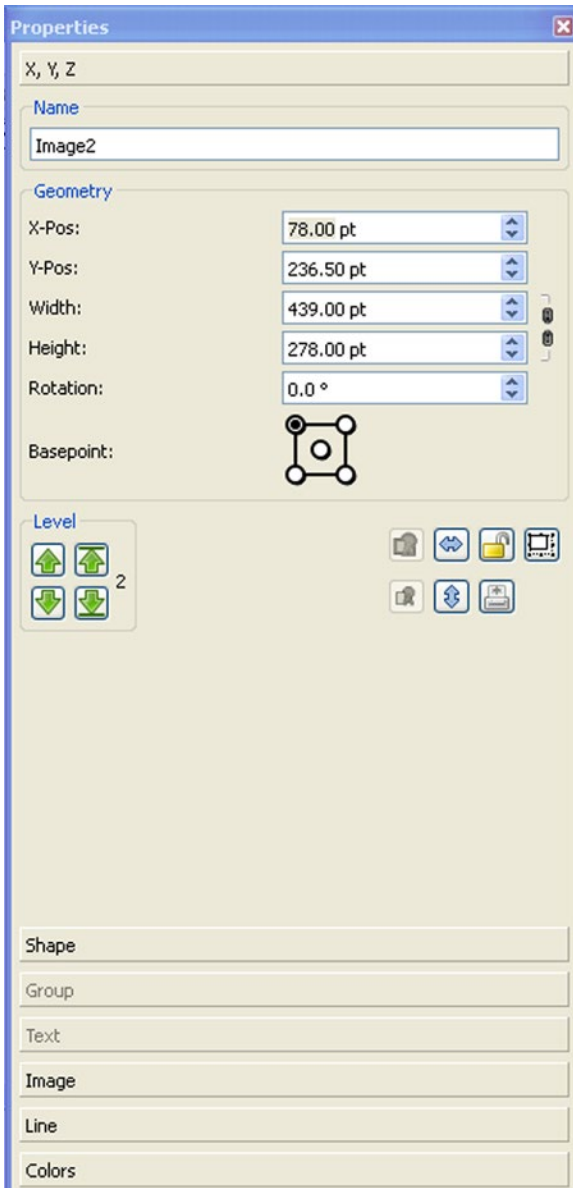 Properties
X, Y, Z
Name
Image2
Geometry
X-Pos: 78.00 pt
Y-Pos: 236.50 pt
Width: 439.00 pt
Height: 278.00 pt
Rotation: 0.0 °
Basepoint:
Level
2
Shape
Group
Text
Image
Line
Colors